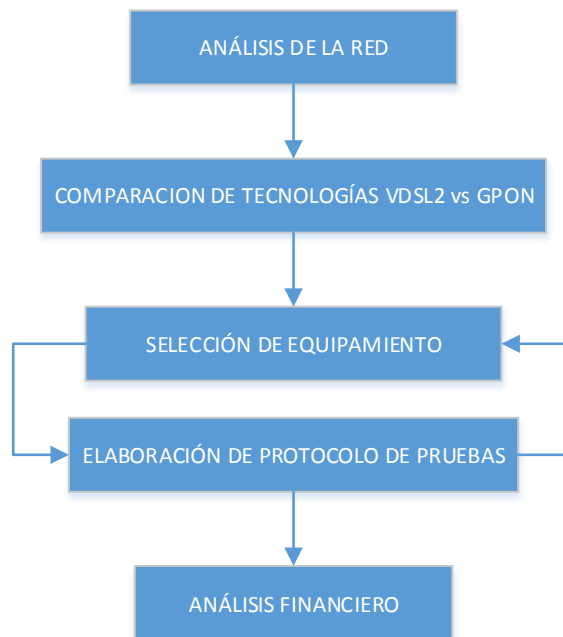 ANÁLISIS DE LA RED
COMPARACION DE TECNOLOGÍAS VDSL2 vs GPON
SELECCIÓN DE EQUIPAMIENTO
ELABORACIÓN DE PROTOCOLO DE PRUEBAS
ANÁLISIS FINANCIERO